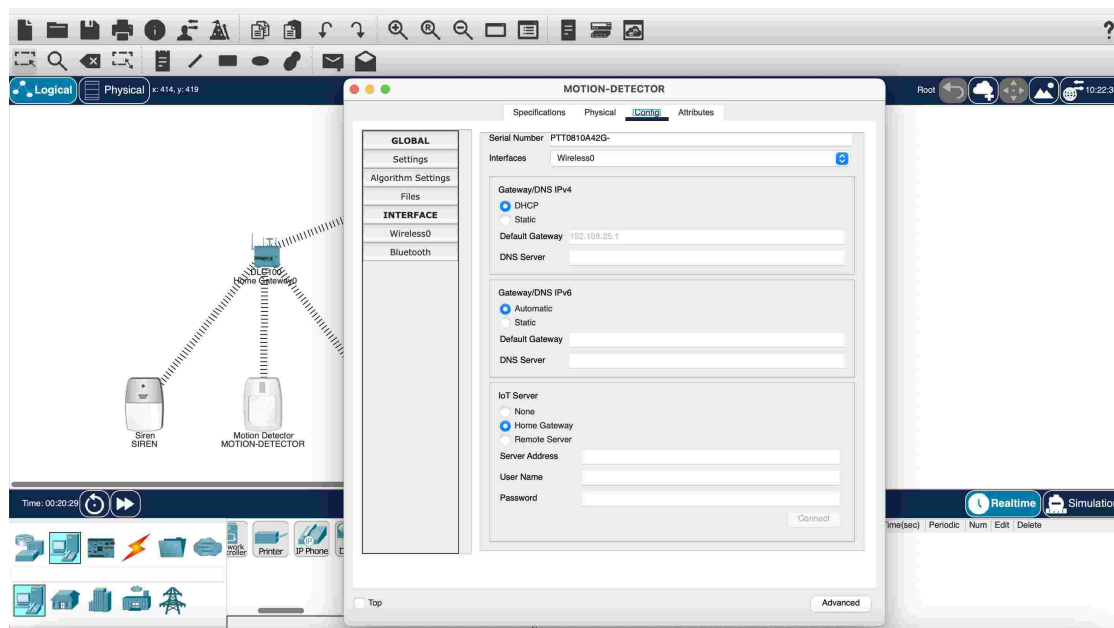 ?
Logical
Physical
x: 414, y: 419
Root
10:22:3
MOTION-DETECTOR
Specifications
Physical
Config
Attributes
GLOBAL
Settings
Algorithm Settings
Files
INTERFACE
Wireless0
Bluetooth
Serial Number PTT0810A42G-
Interfaces Wireless0
Gateway/DNS IPv4
DHCP
Static
Default Gateway 192.168.25.1
DNS Server
Gateway/DNS IPv6
Automatic
Static
Default Gateway
DNS Server
IoT Server
None
Home Gateway
Remote Server
Server Address
User Name
Password
Connect
Top
Advanced
DLC100
Home Gateway0
Siren
SIREN
Motion Detector
MOTION-DETECTOR
Time: 00:20:29
Realtime
Simulation
Time(sec) Periodic Num Edit Delete
Printer
IP Phone